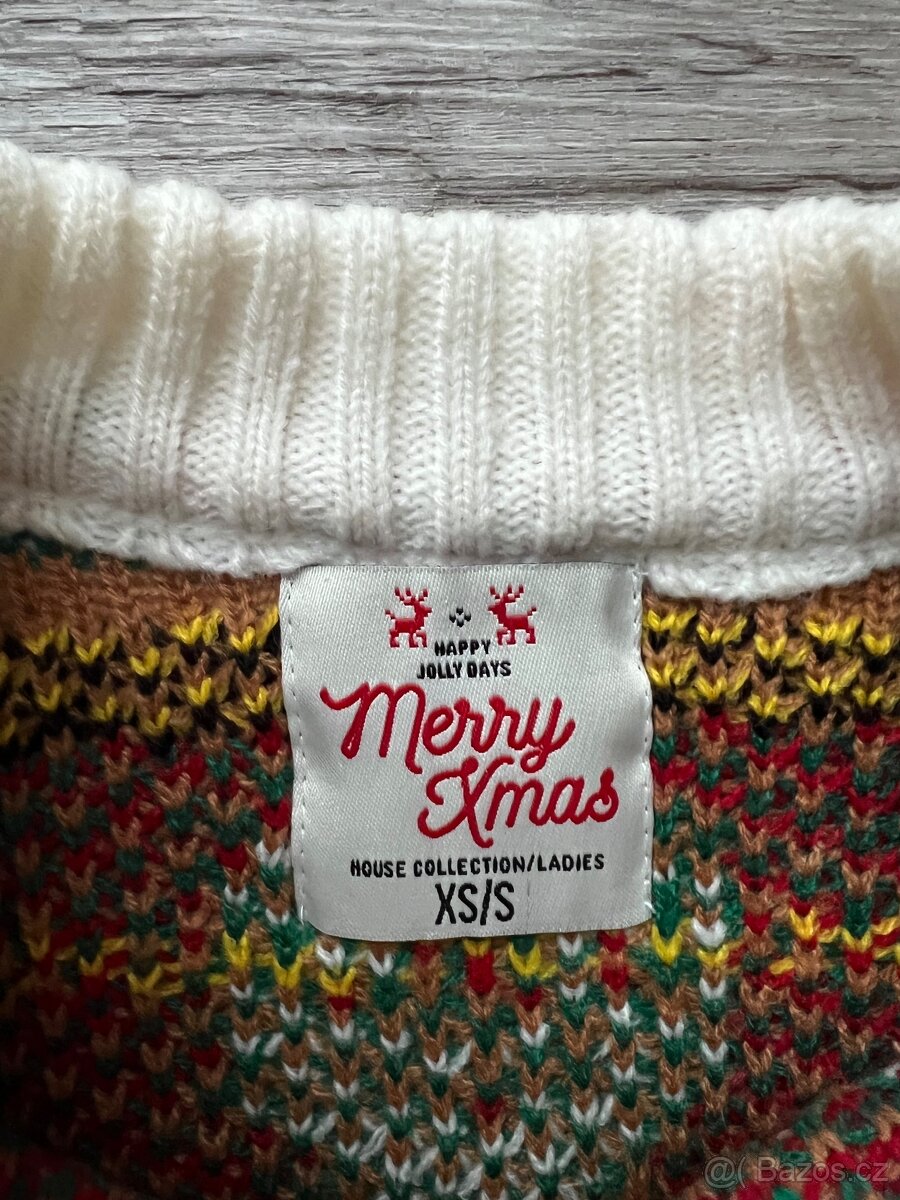 HAPPY
JOLLY DAYS
Merry
Xmas
HOUSE COLLECTION/LADIES
XS/S
@( Bazos.cz